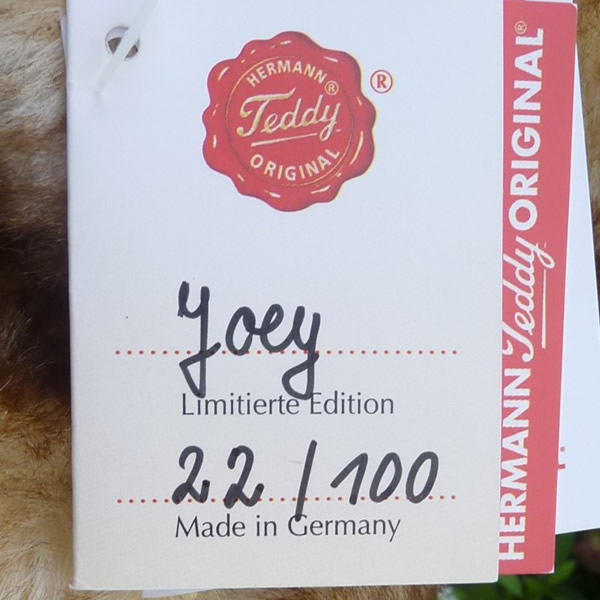 HERMANN®
Teddy
ORIGINAL
®
Joey
Limitierte Edition
22/100
Made in Germany
HERMANN Teddy ORIGINAL®